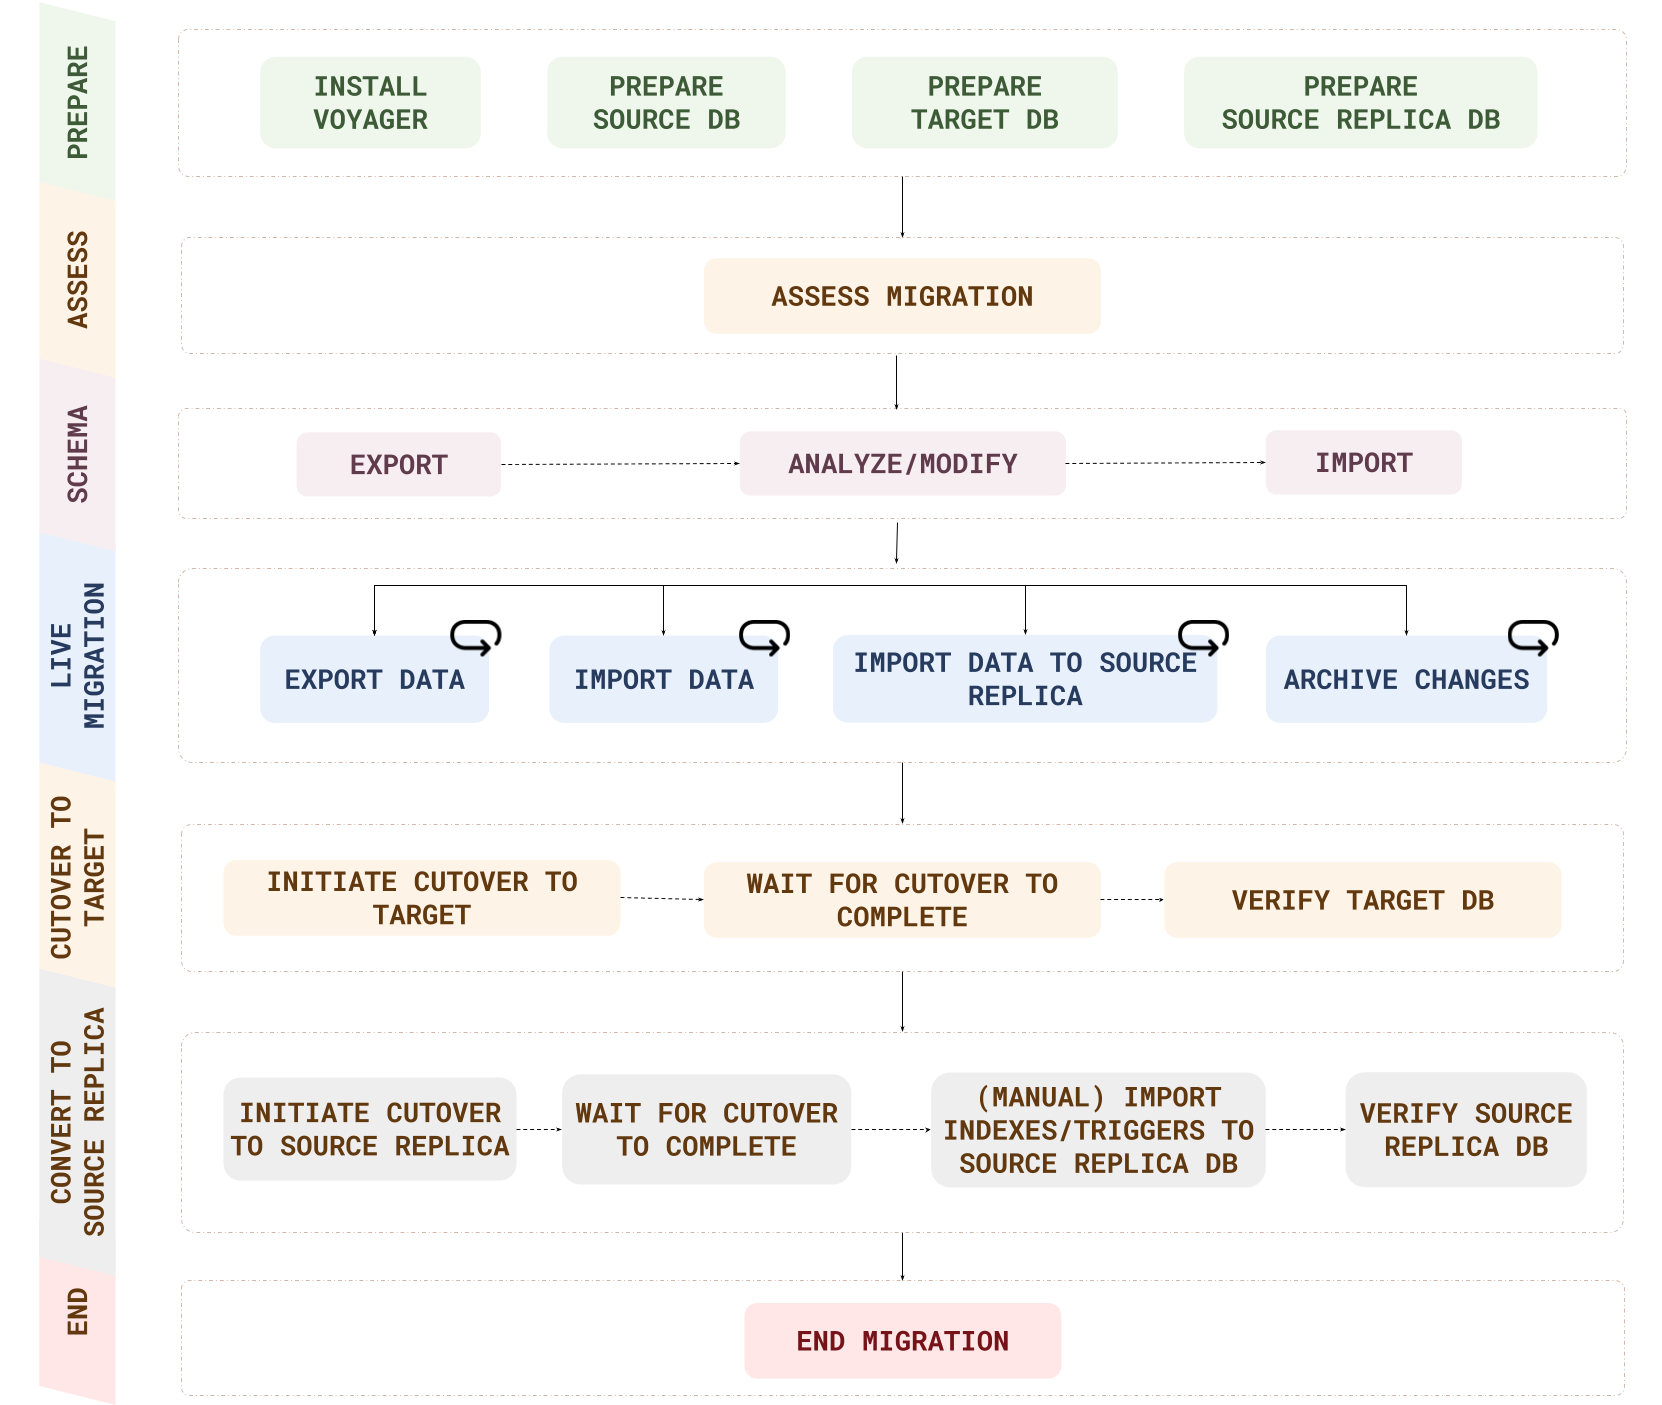 PREPARE
INSTALL
VOYAGER
PREPARE
SOURCE DB
PREPARE
TARGET DB
PREPARE
SOURCE REPLICA DB
ASSESS
ASSESS MIGRATION
SCHEMA
EXPORT
ANALYZE/MODIFY
IMPORT
LIVE
MIGRATION
EXPORT DATA
IMPORT DATA
IMPORT DATA TO SOURCE
REPLICA
ARCHIVE CHANGES
CUTOVER TO
TARGET
INITIATE CUTOVER TO
TARGET
WAIT FOR CUTOVER TO
COMPLETE
VERIFY TARGET DB
CONVERT TO
SOURCE REPLICA
INITIATE CUTOVER
TO SOURCE REPLICA
WAIT FOR CUTOVER
TO COMPLETE
(MANUAL) IMPORT
INDEXES/TRIGGERS TO
SOURCE REPLICA DB
VERIFY SOURCE
REPLICA DB
END
END MIGRATION